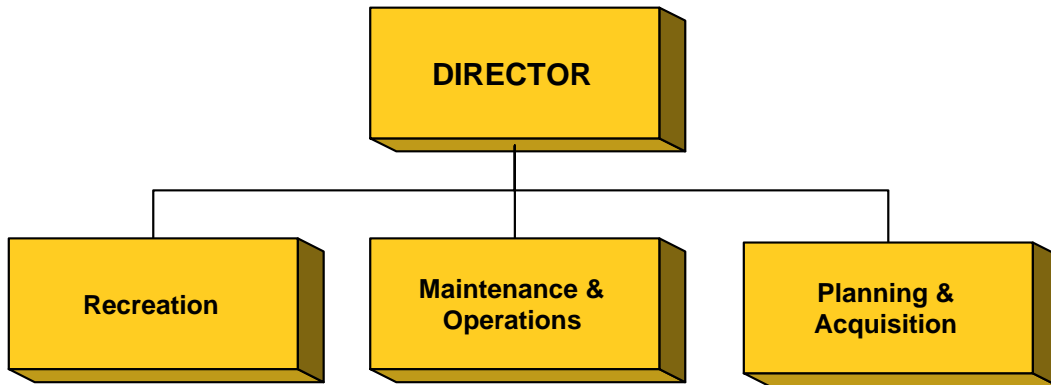 DIRECTOR
Recreation
Maintenance &
Operations
Planning &
Acquisition